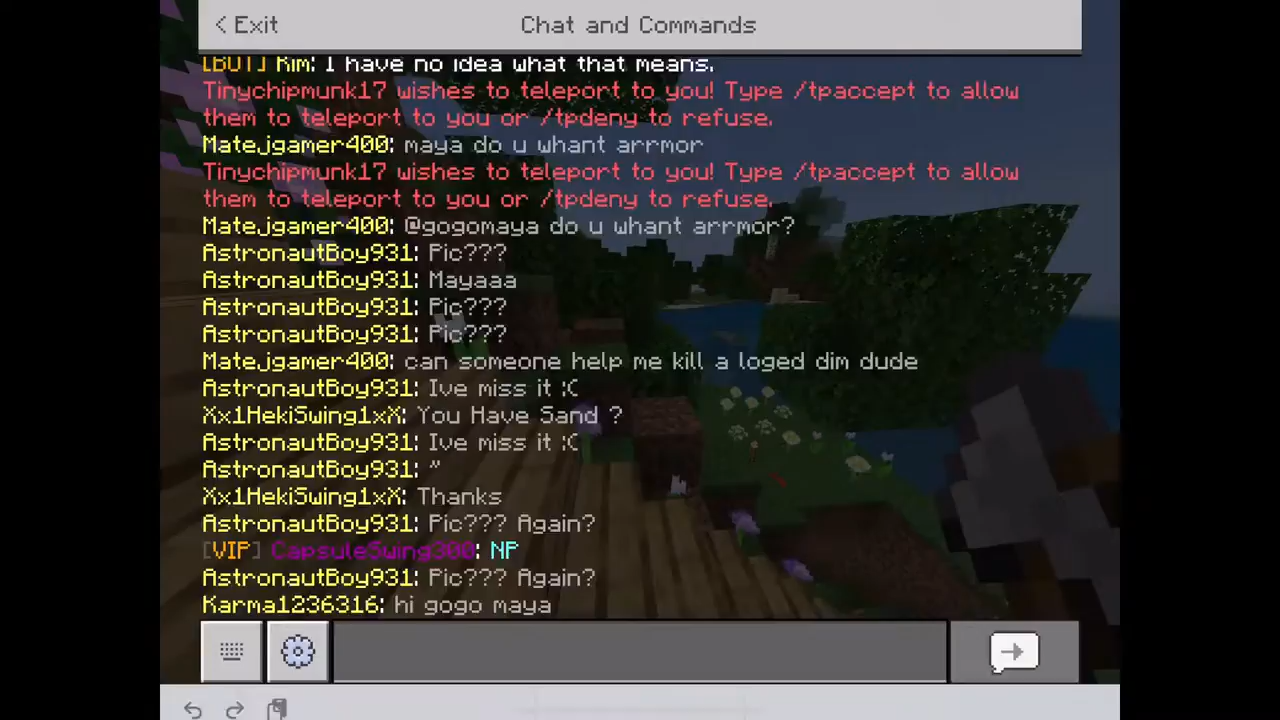 < Exit
Chat and Commands
[BOT] Kim: I have no idea what that means.
Tinychipmunk17 wishes to teleport to you! Type /tpaccept to allow
them to teleport to you or /tpdeny to refuse.
Matejgamer400: maya do u whant arrmor
Tinychipmunk17 wishes to teleport to you! Type /tpaccept to allow
them to teleport to you or /tpdeny to refuse.
Matejgamer400: @gogomaya do u whant arrmor?
AstronautBoy931: Pic???
AstronautBoy931: Mayaaa
AstronautBoy931: Pic???
AstronautBoy931: Pic???
Matejgamer400: can someone help me kill a loged dim dude
AstronautBoy931: Ive miss it :C
Xx1HekiSwing1xX: You Have Sand ?
AstronautBoy931: Ive miss it :C
AstronautBoy931: "
Xx1HekiSwing1xX: Thanks
AstronautBoy931: Pic??? Again?
[VIP] CapsuleSwing300: NP
AstronautBoy931: Pic??? Again?
Karma1236316: hi gogo maya